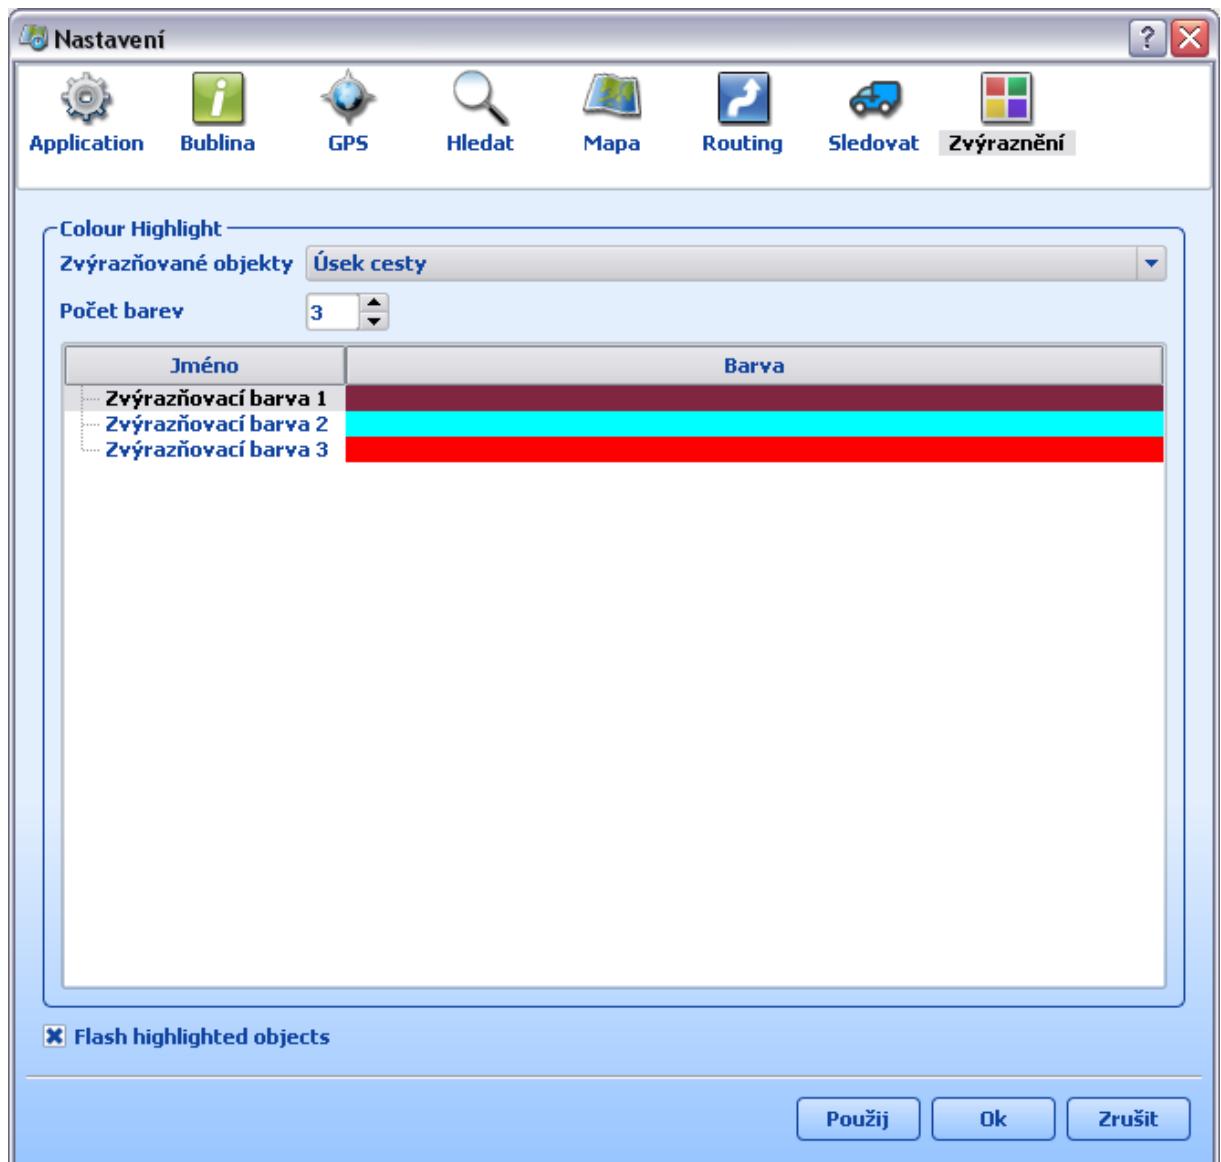 Nastavení
Application Bublina GPS Hledat Mapa Routing Sledovat Zvýraznění
Colour Highlight
Zvýrazňované objekty Úsek cesty
Počet barev 3
Jméno Barva
Zvýrazňovací barva 1
Zvýrazňovací barva 2
Zvýrazňovací barva 3
Flash highlighted objects
Použij Ok Zrušit